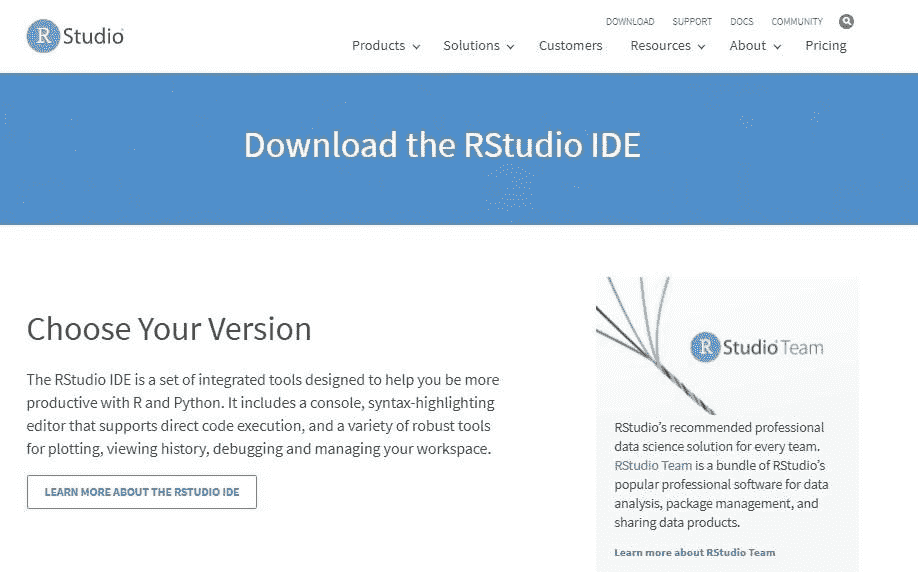 DOWNLOAD SUPPORT DOCS COMMUNITY
R Studio
Products Solutions Customers Resources About Pricing
Download the RStudio IDE
Choose Your Version
The RStudio IDE is a set of integrated tools designed to help you be more
productive with R and Python. It includes a console, syntax-highlighting
editor that supports direct code execution, and a variety of robust tools
for plotting, viewing history, debugging and managing your workspace.
LEARN MORE ABOUT THE RSTUDIO IDE
R Studio Team
RStudio's recommended professional
data science solution for every team.
RStudio Team is a bundle of RStudio's
popular professional software for data
analysis, package management, and
sharing data products.
Learn more about RStudio Team